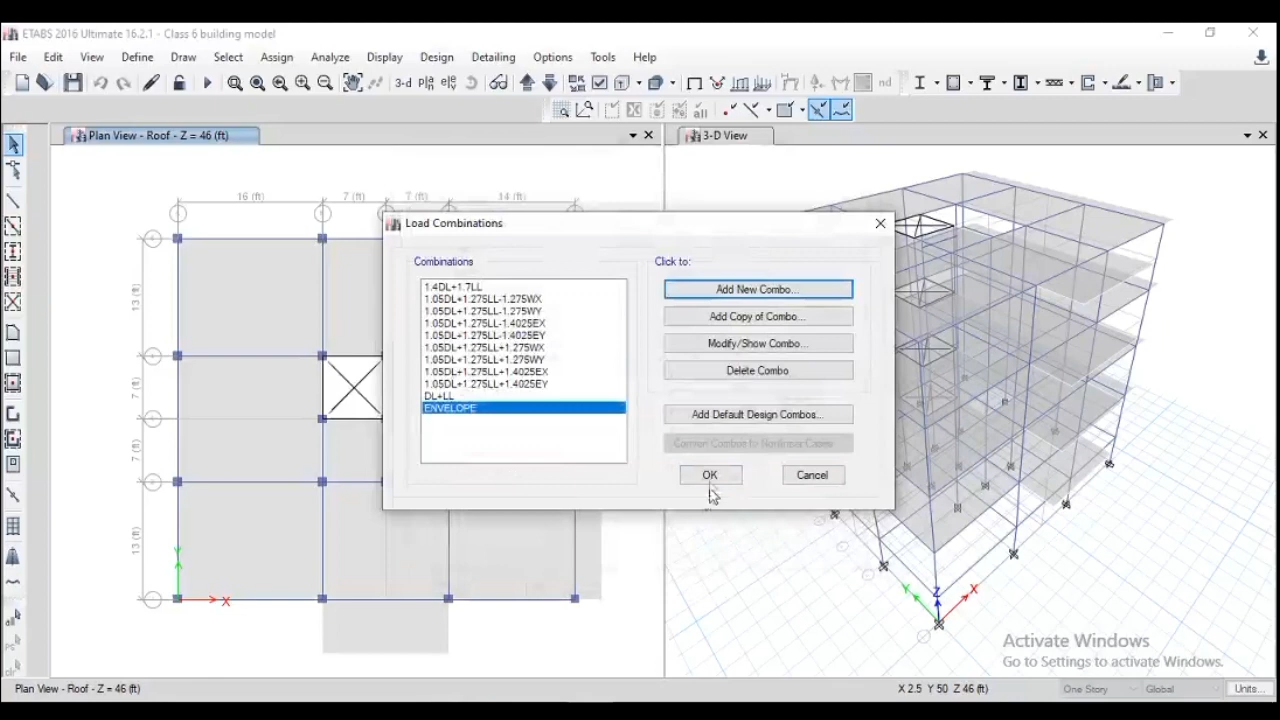 ETABS 2016 Ultimate 16.2.1 - Class 6 building model
File Edit View Define Draw Select Assign Analyze Display Design Detailing Options Tools Help
3-d
all
nd
Plan View - Roof - Z = 46 (ft)
3-D View
16 (ft) 7 (ft) 7 (ft) 14 (ft)
13 (ft)
7 (ft)
7 (ft)
13 (ft)
Y
X
Load Combinations
Combinations
1.4DL+1.7LL
1.05DL+1.275LL-1.275WX
1.05DL+1.275LL-1.275WY
1.05DL+1.275LL-1.4025EX
1.05DL+1.275LL-1.4025EY
1.05DL+1.275LL+1.275WX
1.05DL+1.275LL+1.275WY
1.05DL+1.275LL+1.4025EX
1.05DL+1.275LL+1.4025EY
DL+LL
ENVELOPE
Click to:
Add New Combo...
Add Copy of Combo...
Modify/Show Combo...
Delete Combo
Add Default Design Combos...
Convert Combos to Nonlinear Cases...
OK
Cancel
Y Z X
Activate Windows
Go to Settings to activate Windows.
Plan View - Roof - Z = 46 (ft)
X 2.5 Y 50 Z 46 (ft)
One Story
Global
Units...